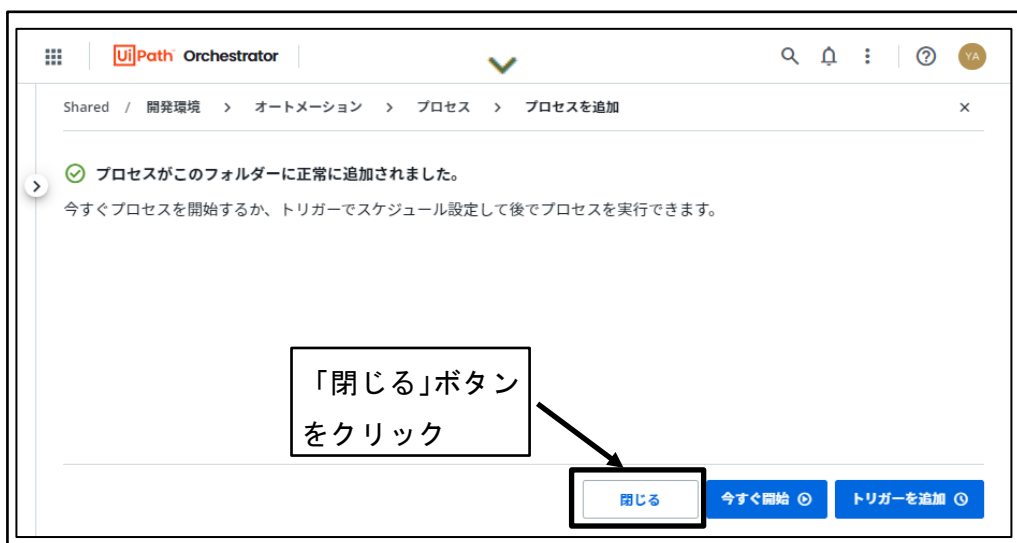 UiPath Orchestrator
YA
Shared / 開発環境 > オートメーション > プロセス > プロセスを追加
プロセスがこのフォルダーに正常に追加されました。
今すぐプロセスを開始するか、トリガーでスケジュール設定して後でプロセスを実行できます。
「閉じる」ボタン
をクリック
閉じる 今すぐ開始 トリガーを追加